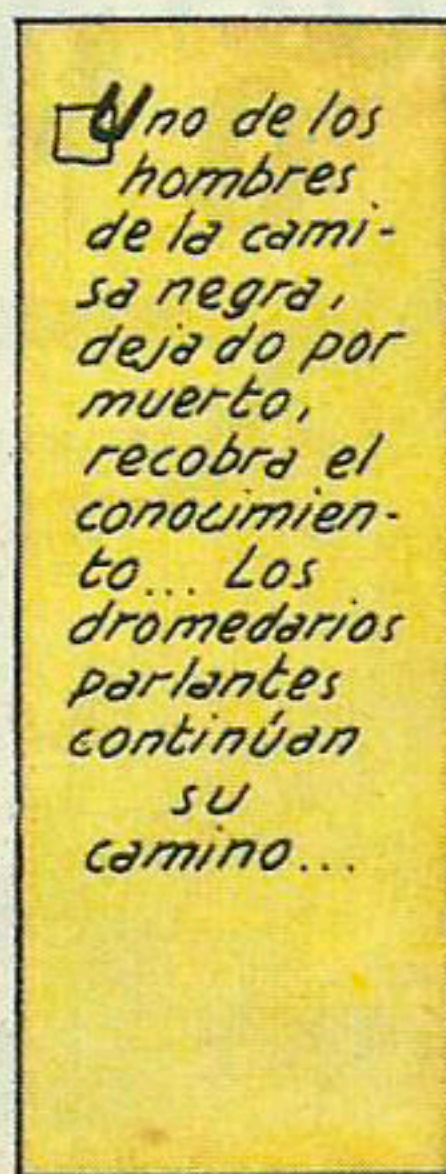 Uno de los
hombres
de la cami-
sa negra,
dejado por
muerto,
recobra el
conocimien-
to... Los
dromedarios
parlantes
continúan
su
camino...